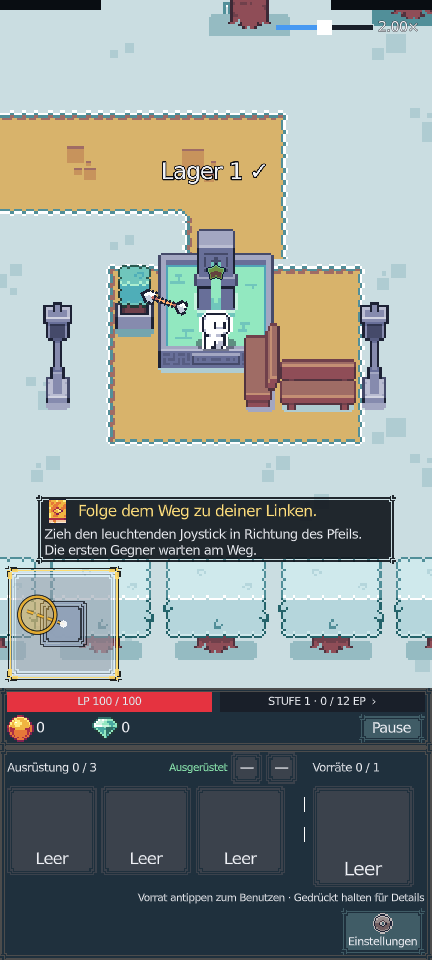 2.00×
Lager 1 ✓
Folge dem Weg zu deiner Linken.
Zieh den leuchtenden Joystick in Richtung des Pfeils.
Die ersten Gegner warten am Weg.
LP 100 / 100
STUFE 1 · 0 / 12 EP ›
0
0
Pause
Ausrüstung 0 / 3
Ausgerüstet
—
—
Vorräte 0 / 1
Leer
Leer
Leer
Leer
Vorrat antippen zum Benutzen · Gedrückt halten für Details
Einstellungen